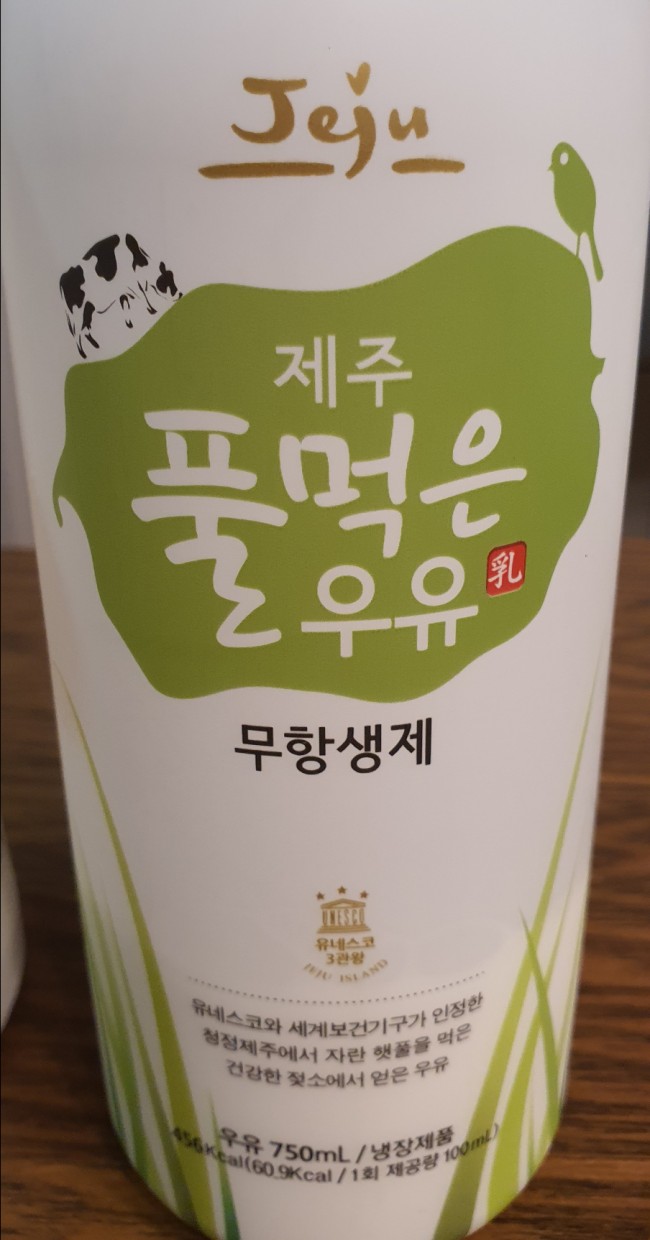 Jeju
제주
풀먹은
우유 乳
무항생제
UNESCO
유네스코
3관왕
JEJU ISLAND
유네스코와 세계보건기구가 인정한
청정제주에서 자란 햇풀을 먹은
건강한 젖소에서 얻은 우유
우유 750mL / 냉장제품
456Kcal(60.9Kcal / 1회 제공량 100mL)